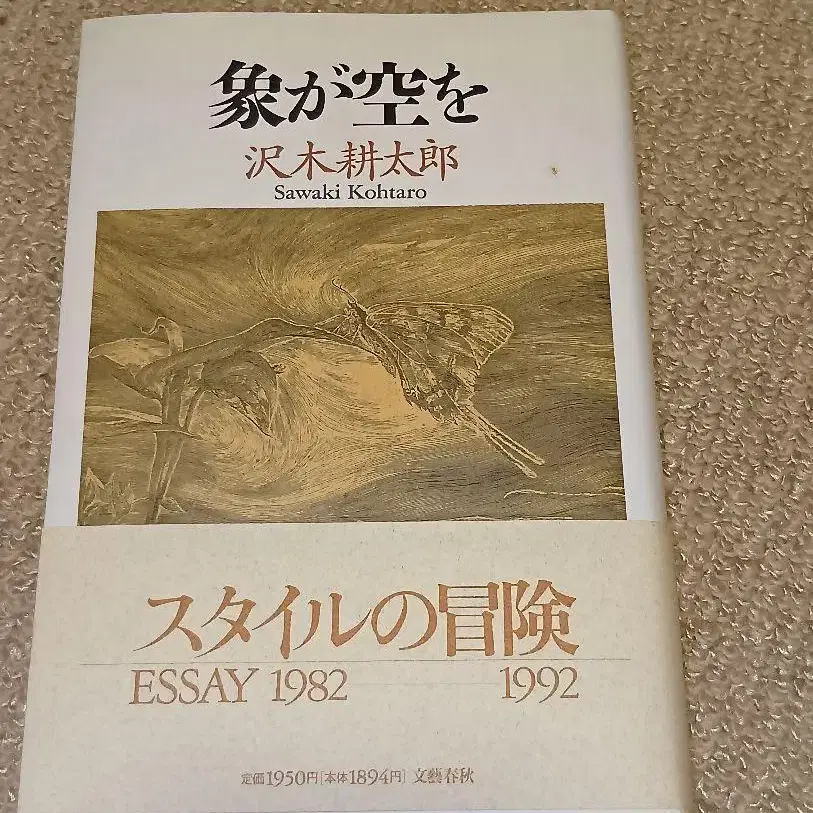 象が空を
沢木耕太郎
Sawaki Kohtaro
スタイルの冒険
ESSAY 1982 1992
定価1950円[本体1894円] 文藝春秋